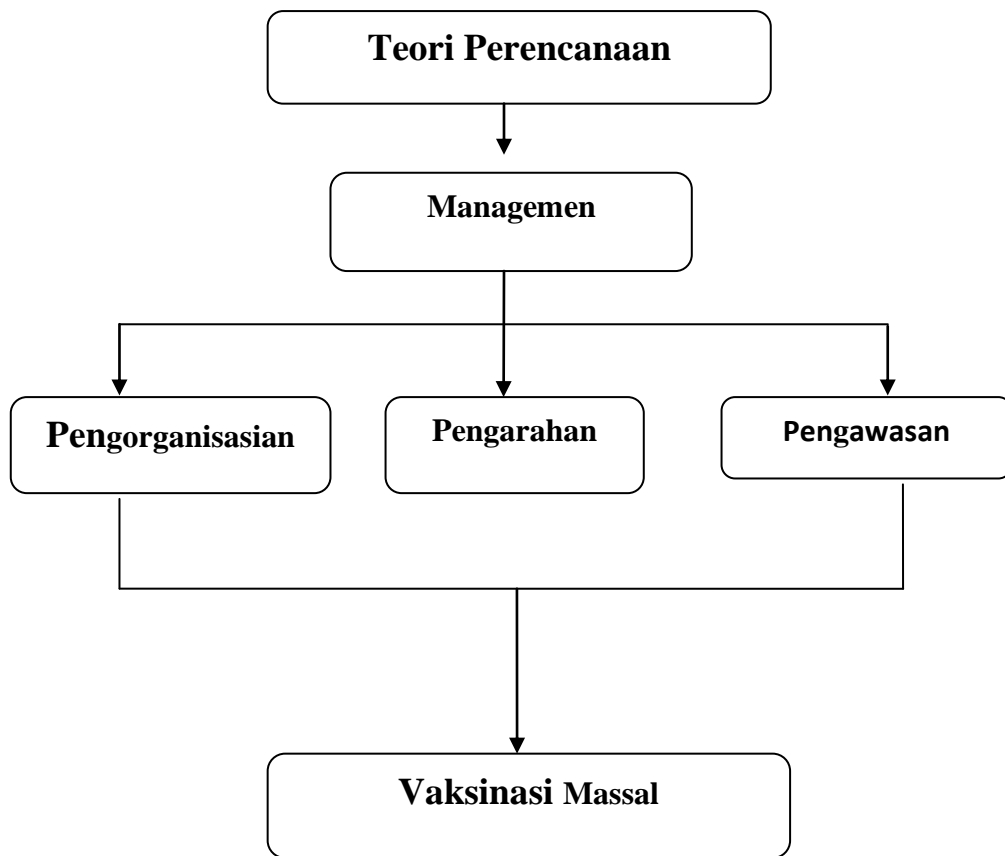 Teori Perencanaan
Managemen
Pengorganisasian
Pengarahan
Pengawasan
Vaksinasi Massal